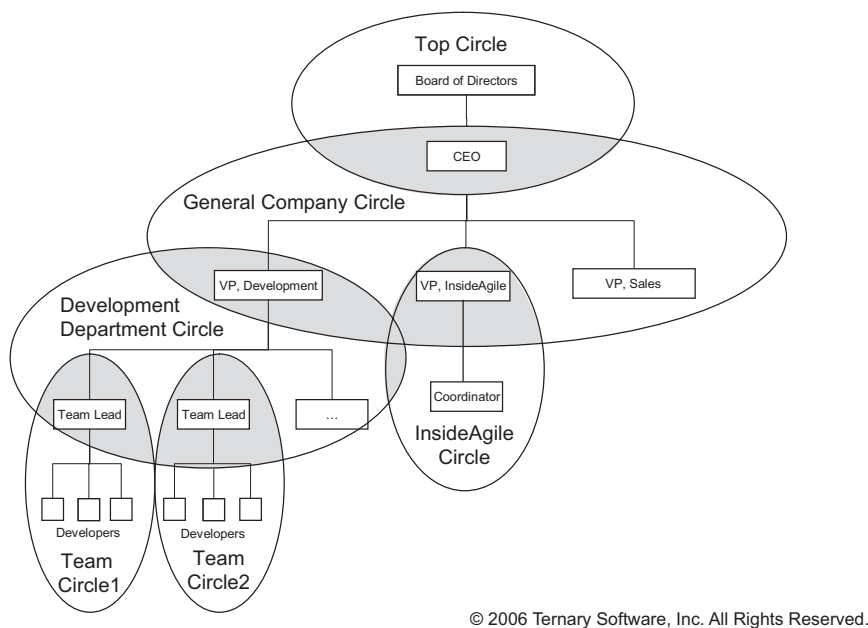 Top Circle
Board of Directors
CEO
General Company Circle
VP, Development
VP, InsideAgile
VP, Sales
Development
Department Circle
Team Lead
Team Lead
...
Coordinator
InsideAgile
Circle
Developers
Developers
Team
Circle1
Team
Circle2
© 2006 Ternary Software, Inc. All Rights Reserved.